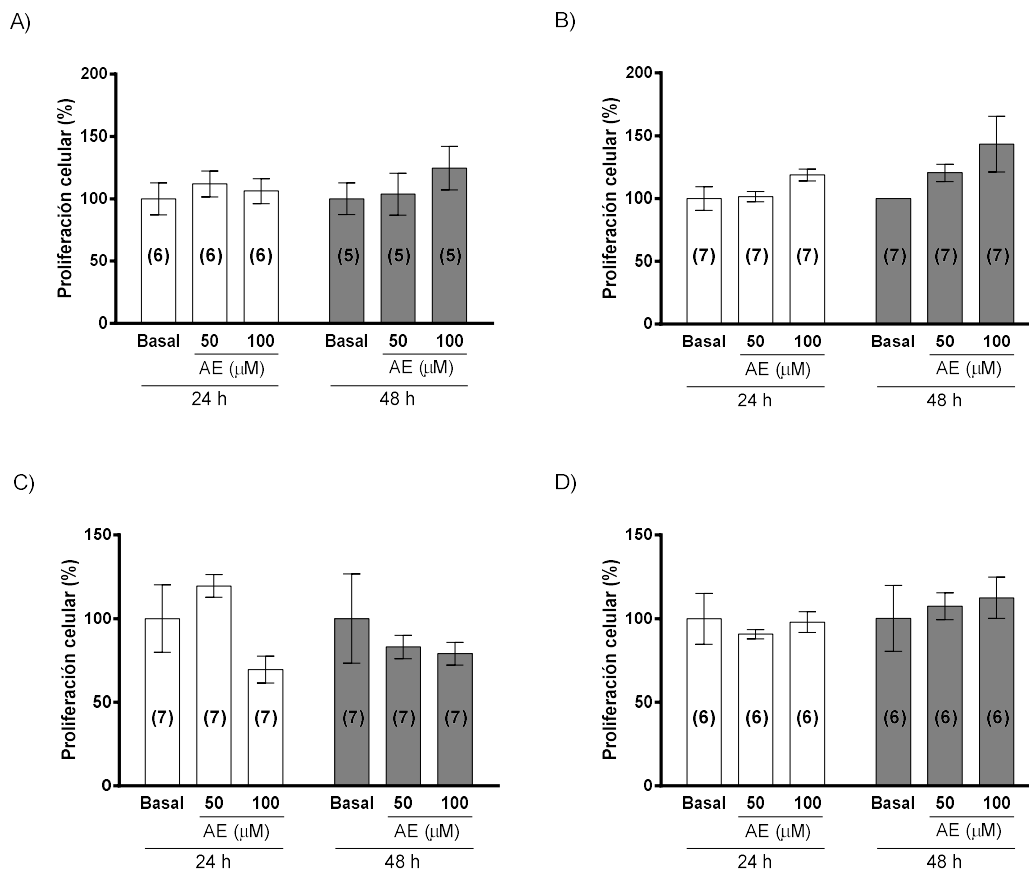 A)
Proliferación celular (%)
200
150
100
50
0
(6) (6) (6) (5) (5) (5)
Basal 50 100 Basal 50 100
AE (μM) AE (μM)
24 h 48 h
B)
Proliferación celular (%)
200
150
100
50
0
(7) (7) (7) (7) (7) (7)
Basal 50 100 Basal 50 100
AE (μM) AE (μM)
24 h 48 h
C)
Proliferación celular (%)
150
100
50
0
(7) (7) (7) (7) (7) (7)
Basal 50 100 Basal 50 100
AE (μM) AE (μM)
24 h 48 h
D)
Proliferación celular (%)
150
100
50
0
(6) (6) (6) (6) (6) (6)
Basal 50 100 Basal 50 100
AE (μM) AE (μM)
24 h 48 h